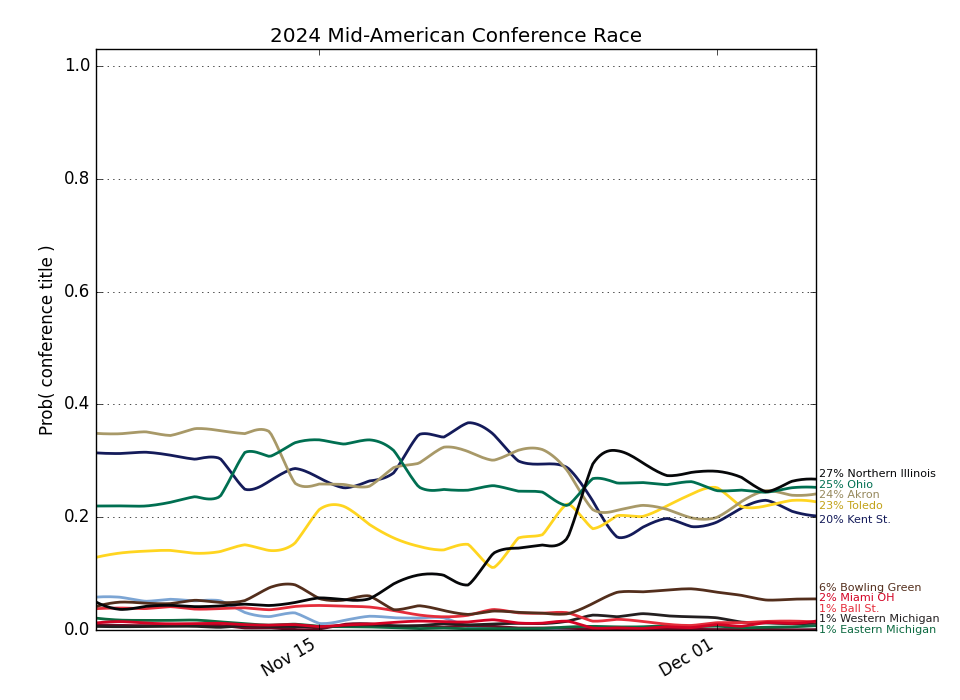 2024 Mid-American Conference Race
Prob( conference title )
1.0
0.8
0.6
0.4
0.2
0.0
Nov 15
Dec 01
27% Northern Illinois
25% Ohio
24% Akron
23% Toledo
20% Kent St.
6% Bowling Green
2% Miami OH
1% Ball St.
1% Western Michigan
1% Eastern Michigan